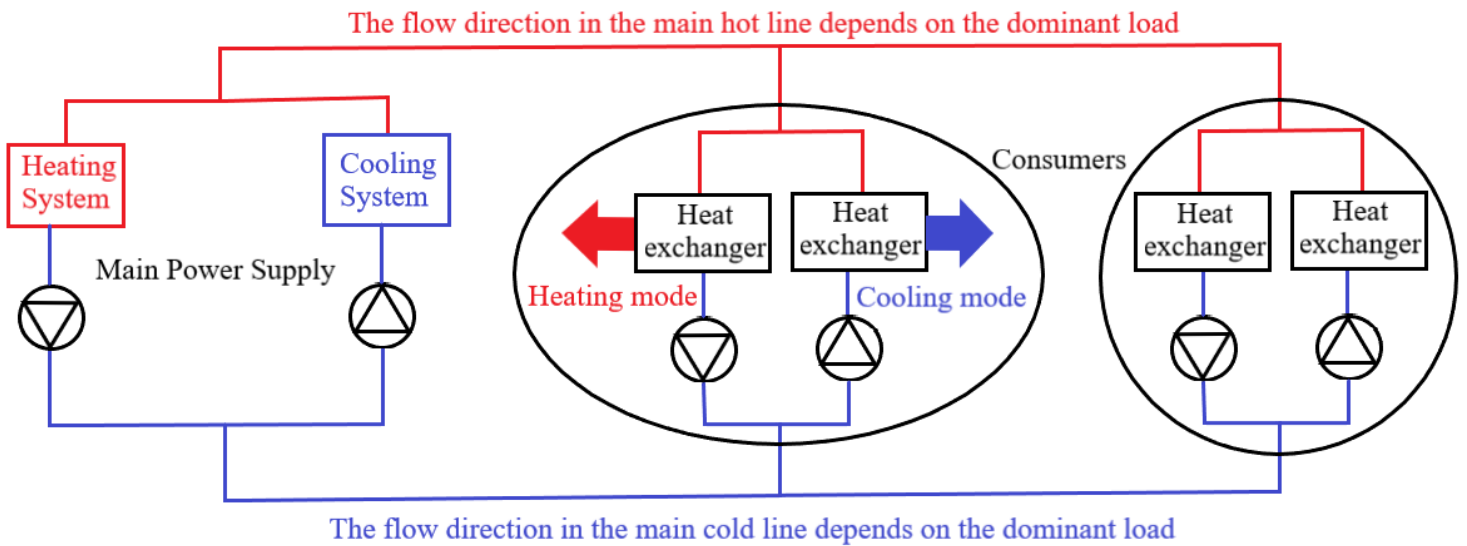 The flow direction in the main hot line depends on the dominant load
Heating
System
Cooling
System
Main Power Supply
Consumers
Heat
exchanger
Heat
exchanger
Heating mode
Cooling mode
Heat
exchanger
Heat
exchanger
The flow direction in the main cold line depends on the dominant load